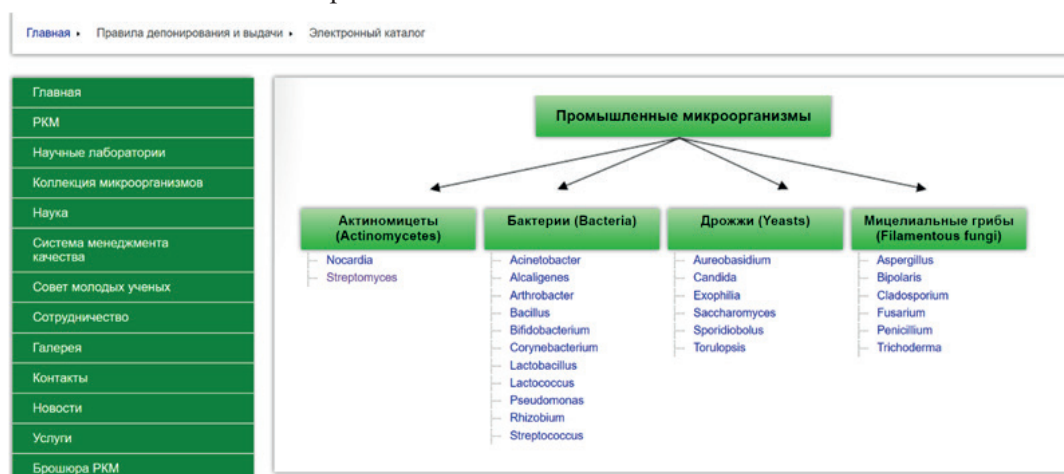 Главная Правила депонирования и выдачи Электронный каталог
Главная
РКМ
Научные лаборатории
Коллекция микроорганизмов
Наука
Система менеджмента
качества
Совет молодых ученых
Сотрудничество
Галерея
Контакты
Новости
Услуги
Брошюра РКМ
Промышленные микроорганизмы
Актиномицеты
(Actinomycetes)
Nocardia
Streptomyces
Бактерии (Bacteria)
Acinetobacter
Alcaligenes
Arthrobacter
Bacillus
Bifidobacterium
Corynebacterium
Lactobacillus
Lactococcus
Pseudomonas
Rhizobium
Streptococcus
Дрожжи (Yeasts)
Aureobasidium
Candida
Exophilia
Saccharomyces
Sporidiobolus
Torulopsis
Мицелиальные грибы
(Filamentous fungi)
Aspergillus
Bipolaris
Cladosporium
Fusarium
Penicillium
Trichoderma